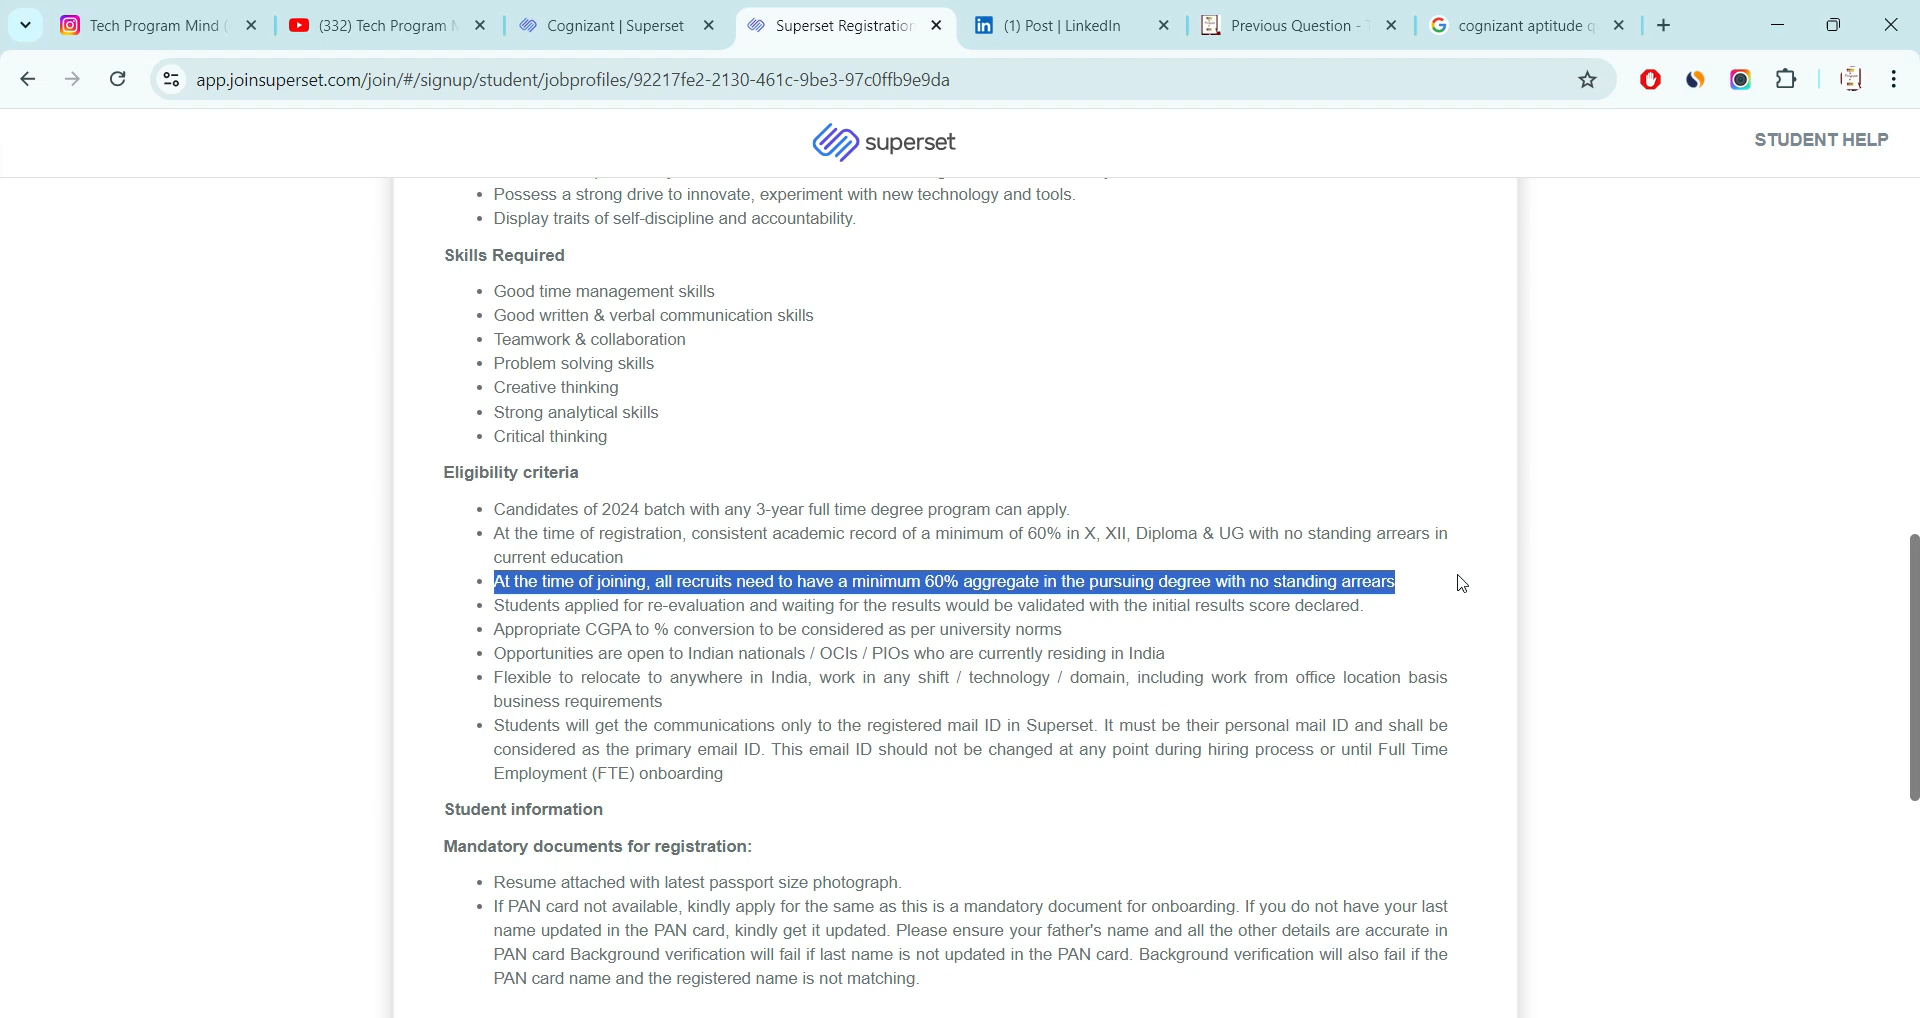 Tech Program Mind (
(332) Tech Program M
Cognizant | Superset
Superset Registration
(1) Post | LinkedIn
Previous Question - T
cognizant aptitude q
app.joinsuperset.com/join/#/signup/student/jobprofiles/92217fe2-2130-461c-9be3-97c0ffb9e9da
superset
STUDENT HELP
• Possess a strong drive to innovate, experiment with new technology and tools.
• Display traits of self-discipline and accountability.
Skills Required
• Good time management skills
• Good written & verbal communication skills
• Teamwork & collaboration
• Problem solving skills
• Creative thinking
• Strong analytical skills
• Critical thinking
Eligibility criteria
• Candidates of 2024 batch with any 3-year full time degree program can apply.
• At the time of registration, consistent academic record of a minimum of 60% in X, XII, Diploma & UG with no standing arrears in
current education
• At the time of joining, all recruits need to have a minimum 60% aggregate in the pursuing degree with no standing arrears
• Students applied for re-evaluation and waiting for the results would be validated with the initial results score declared.
• Appropriate CGPA to % conversion to be considered as per university norms
• Opportunities are open to Indian nationals / OCIs / PIOs who are currently residing in India
• Flexible to relocate to anywhere in India, work in any shift / technology / domain, including work from office location basis
business requirements
• Students will get the communications only to the registered mail ID in Superset. It must be their personal mail ID and shall be
considered as the primary email ID. This email ID should not be changed at any point during hiring process or until Full Time
Employment (FTE) onboarding
Student information
Mandatory documents for registration:
• Resume attached with latest passport size photograph.
• If PAN card not available, kindly apply for the same as this is a mandatory document for onboarding. If you do not have your last
name updated in the PAN card, kindly get it updated. Please ensure your father's name and all the other details are accurate in
PAN card Background verification will fail if last name is not updated in the PAN card. Background verification will also fail if the
PAN card name and the registered name is not matching.